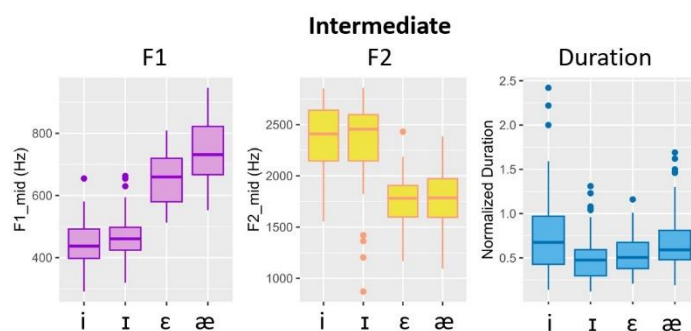 Intermediate
F1 F2 Duration
F1_mid (Hz)
800
600
400
i ɪ ɛ æ
F2_mid (Hz)
2500
2000
1500
1000
i ɪ ɛ æ
Normalized Duration
2.5
2.0
1.5
1.0
0.5
i ɪ ɛ æ